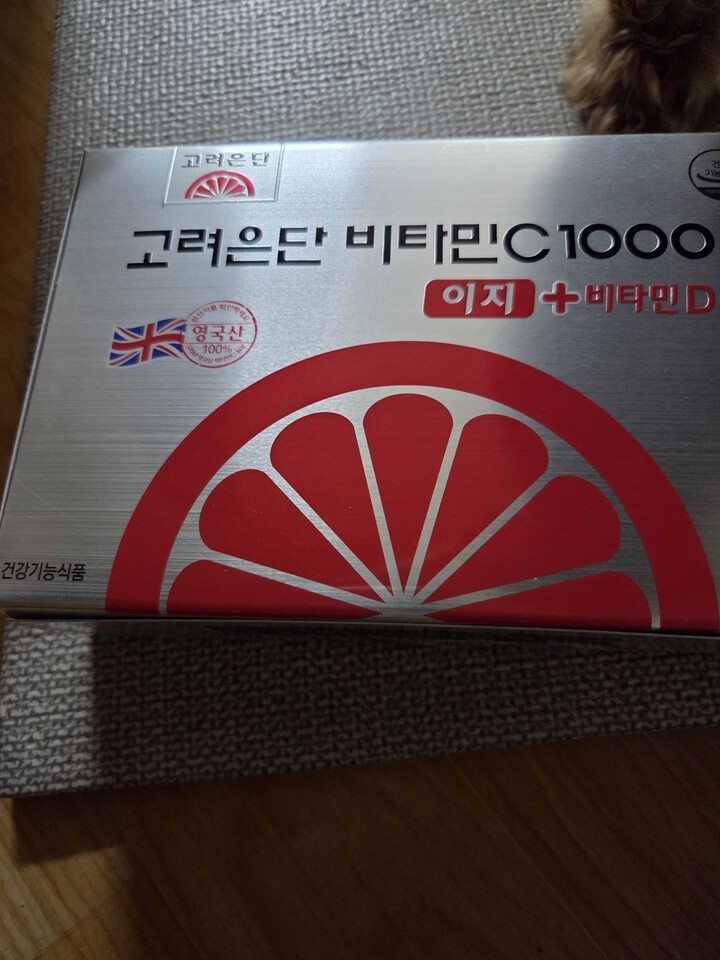 고려은단
고려은단 비타민C1000
이지 + 비타민D
영국산
100%
건강기능식품